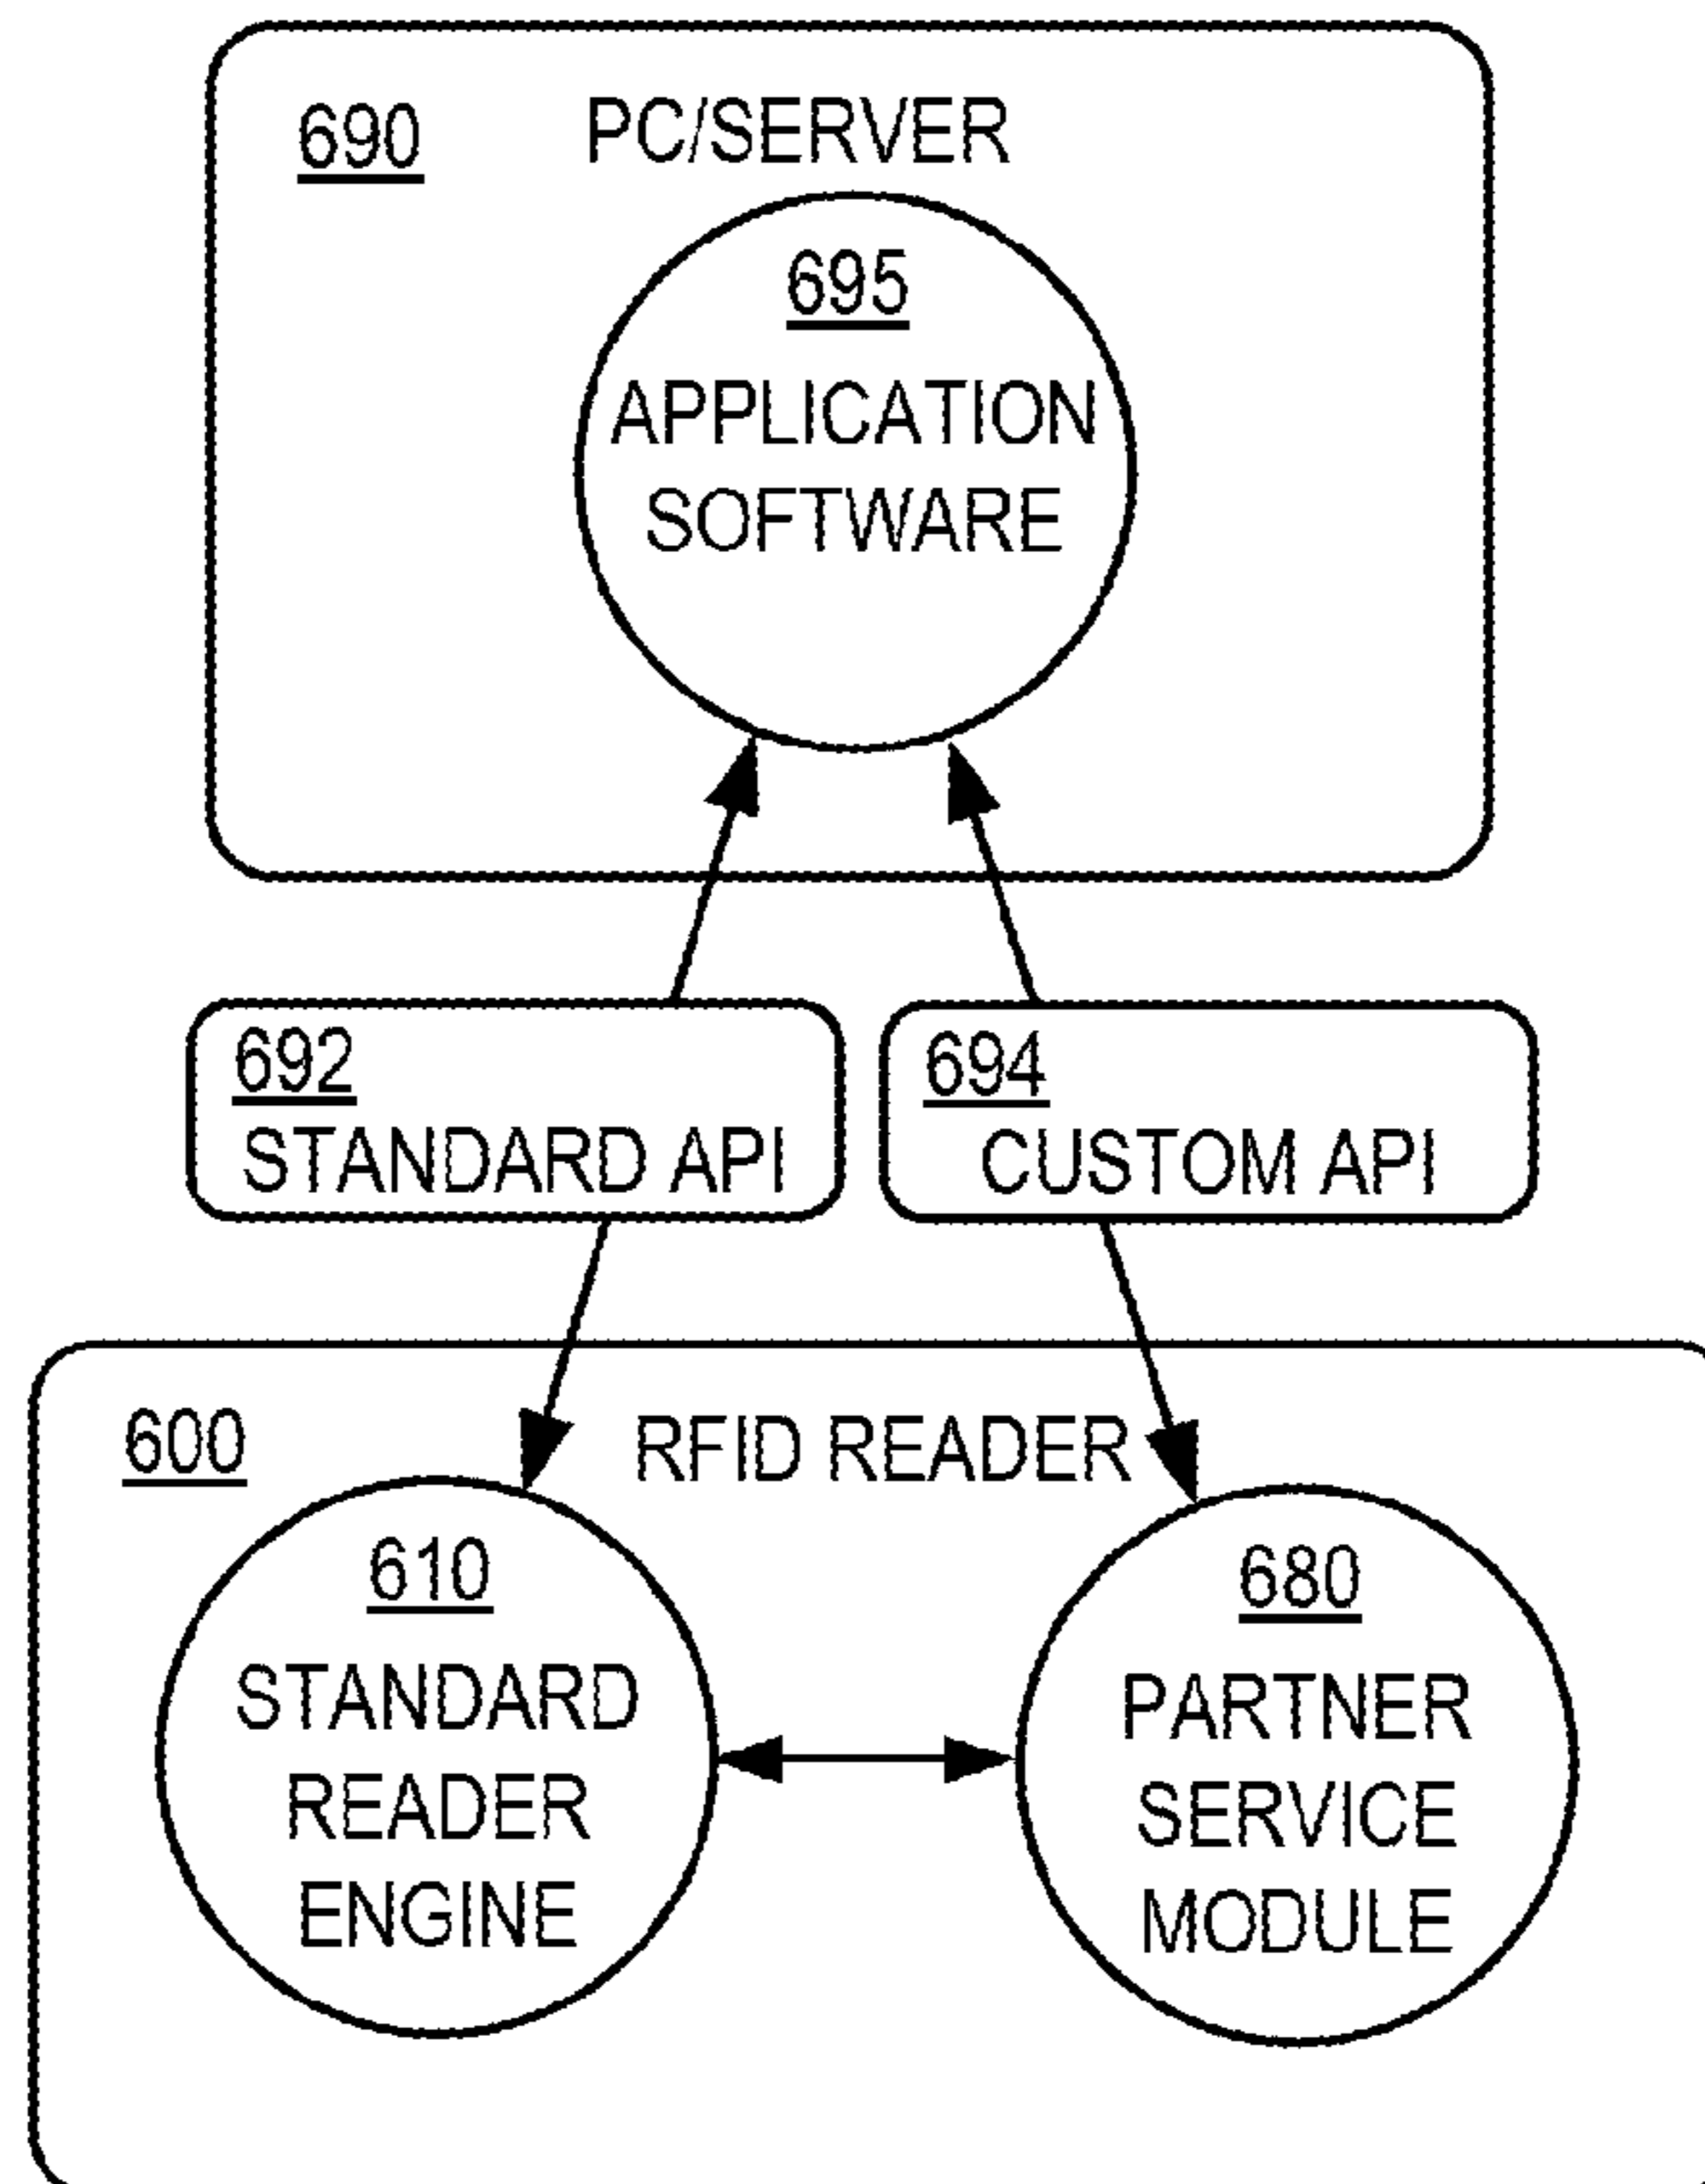 690 PC/SERVER
695
APPLICATION
SOFTWARE
692
STANDARD API
694
CUSTOM API
600 RFID READER
610
STANDARD
READER
ENGINE
680
PARTNER
SERVICE
MODULE